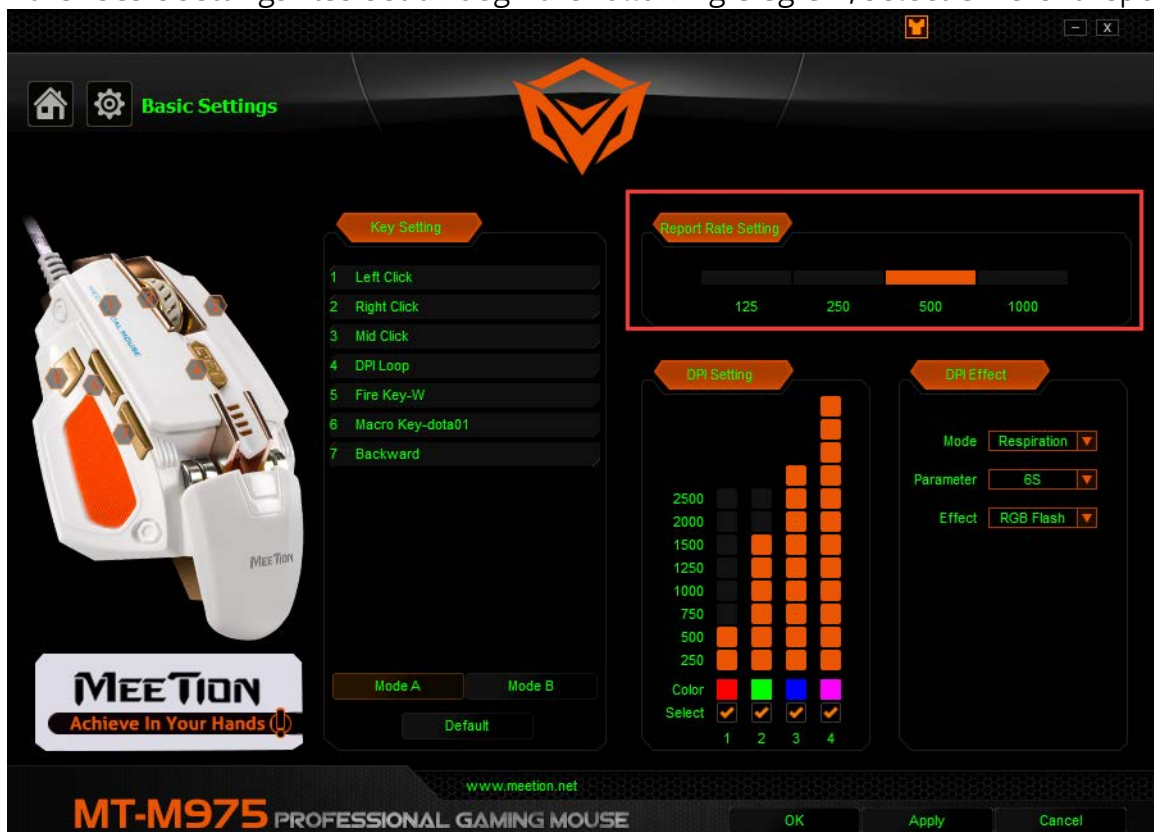 X
Basic Settings
Key Setting
1 Left Click
2 Right Click
3 Mid Click
4 DPI Loop
5 Fire Key-W
6 Macro Key-dota01
7 Backward
Mode A
Mode B
Default
Report Rate Setting
125 250 500 1000
DPI Setting
2500
2000
1500
1250
1000
750
500
250
Color
Select
1 2 3 4
DPI Effect
Mode Respiration
Parameter 6S
Effect RGB Flash
MEETION
MEETION
Achieve In Your Hands
www.meetion.net
MT-M975 PROFESSIONAL GAMING MOUSE
OK
Apply
Cancel